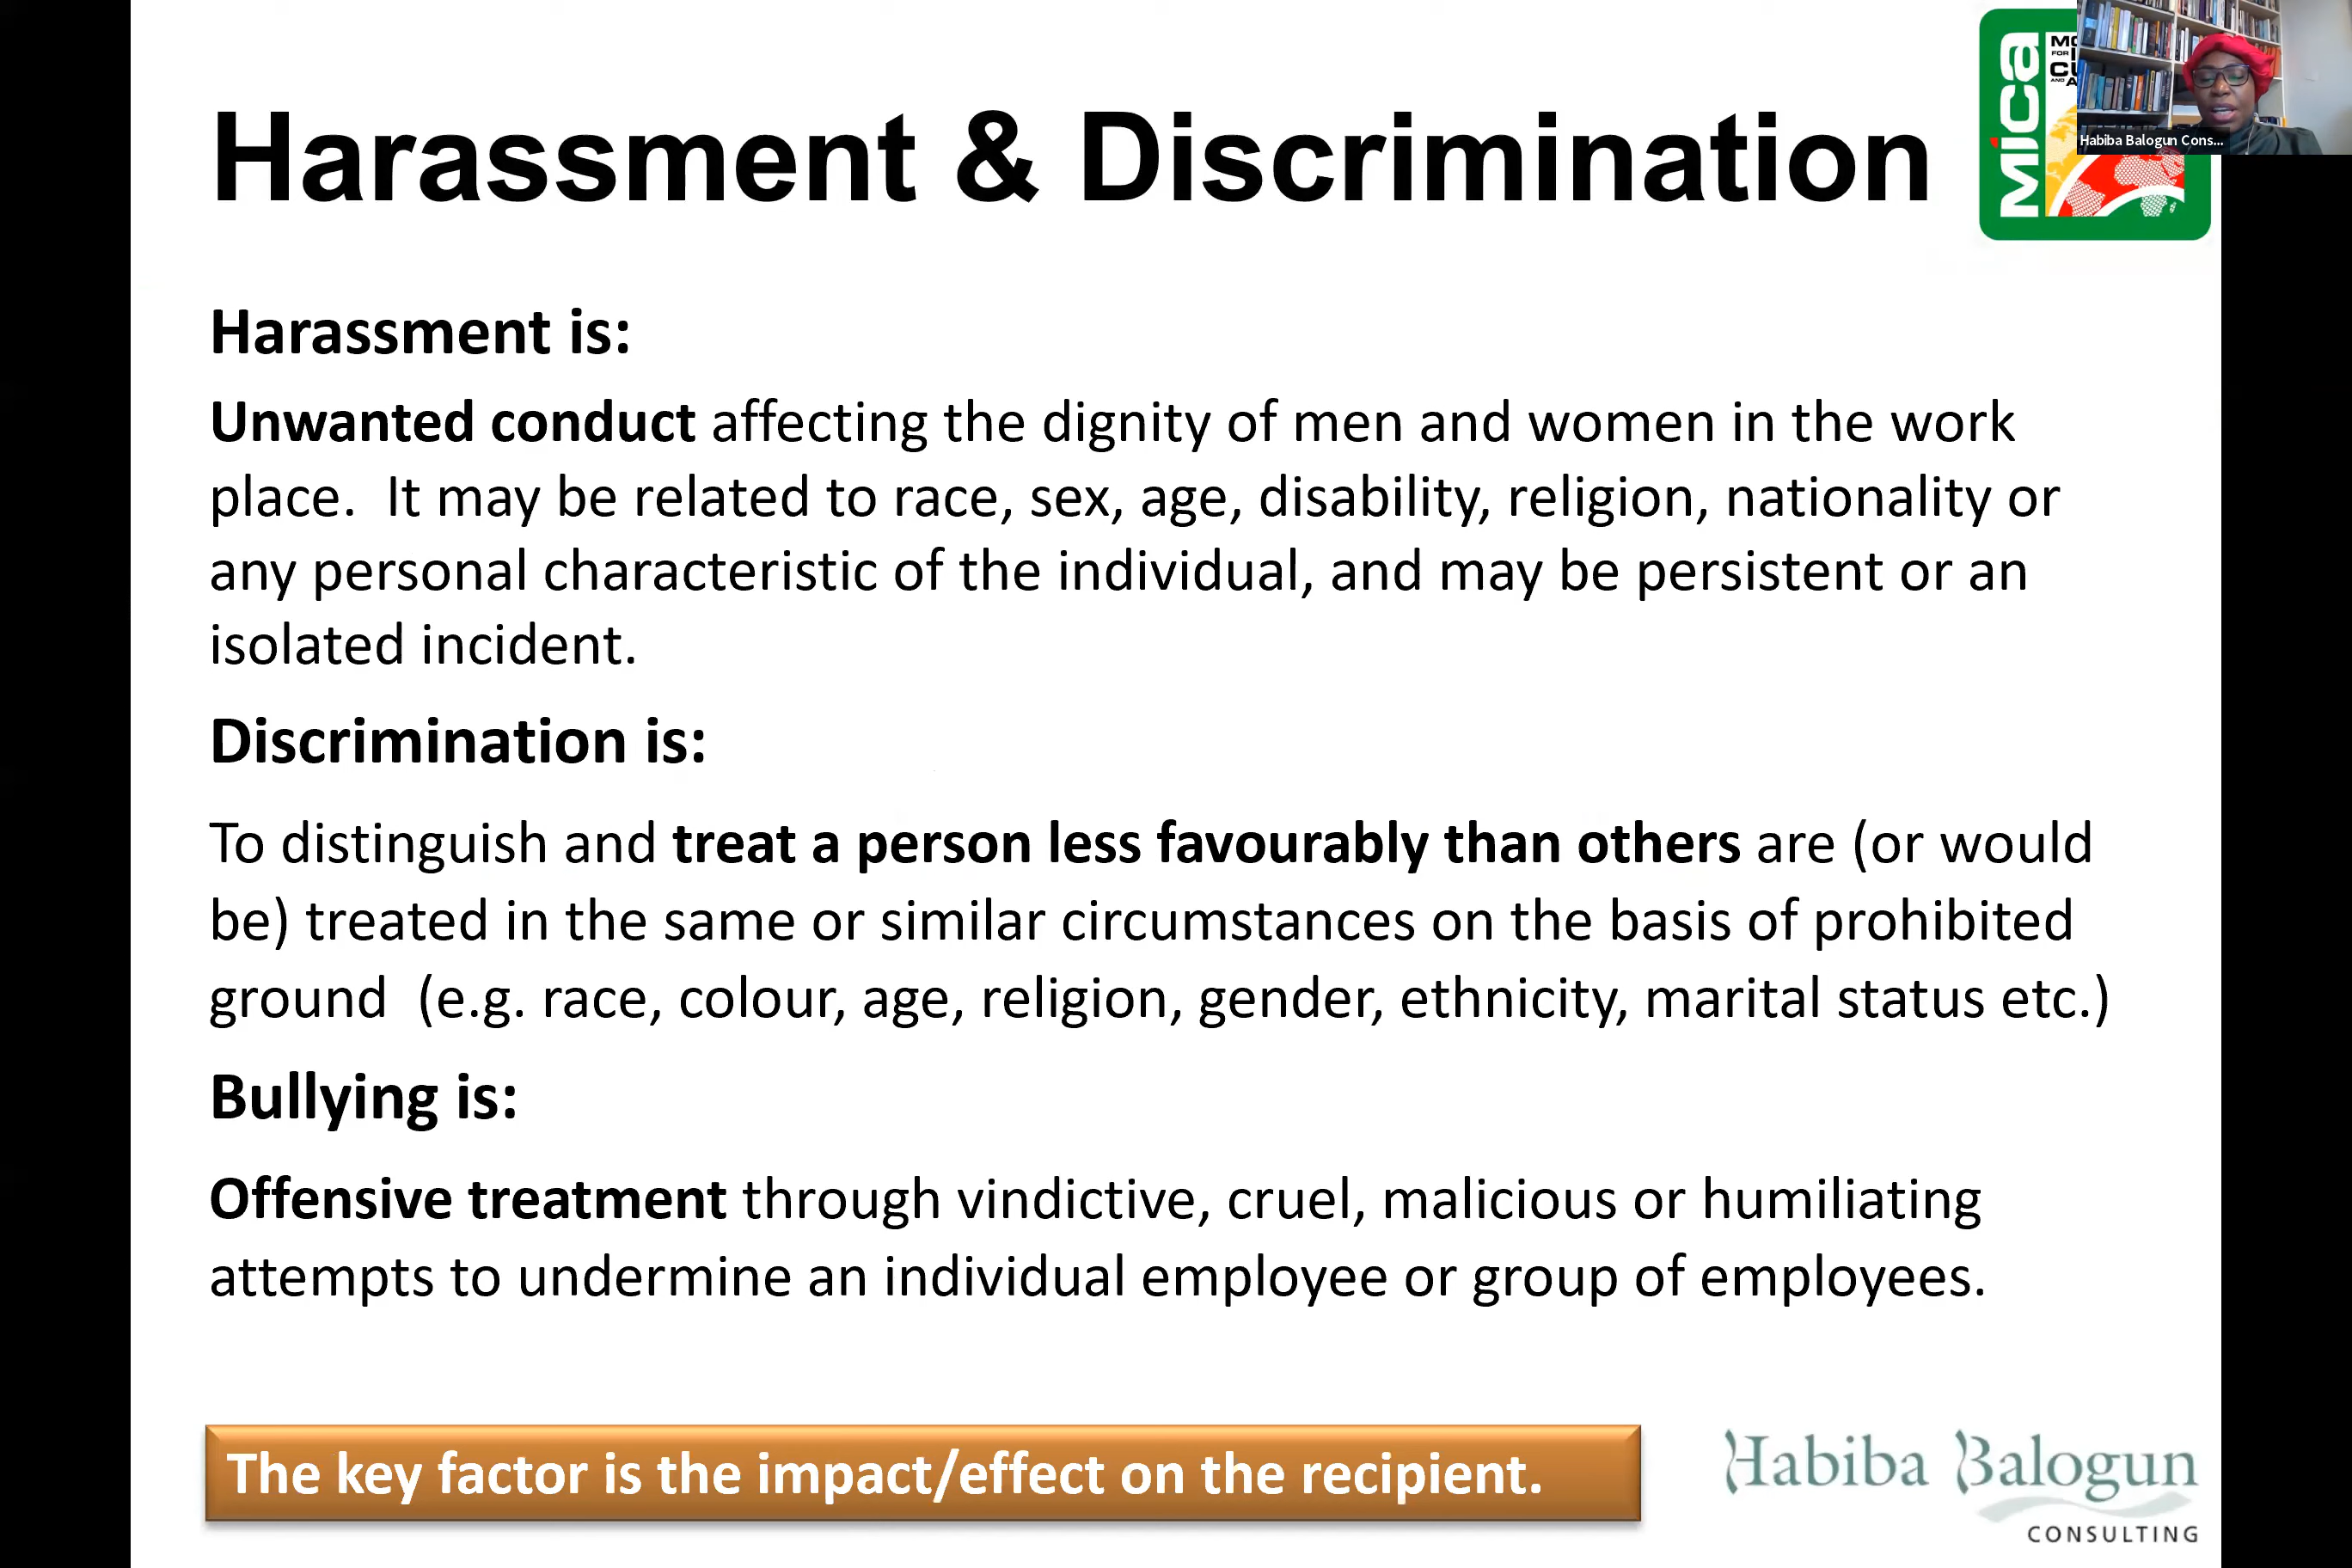 Harassment & Discrimination
Mica
Habiba Balogun Cons...
Harassment is:
Unwanted conduct affecting the dignity of men and women in the work
place.  It may be related to race, sex, age, disability, religion, nationality or
any personal characteristic of the individual, and may be persistent or an
isolated incident.
Discrimination is:
To distinguish and treat a person less favourably than others are (or would
be) treated in the same or similar circumstances on the basis of prohibited
ground  (e.g. race, colour, age, religion, gender, ethnicity, marital status etc.)
Bullying is:
Offensive treatment through vindictive, cruel, malicious or humiliating
attempts to undermine an individual employee or group of employees.
The key factor is the impact/effect on the recipient.
Habiba Balogun
CONSULTING